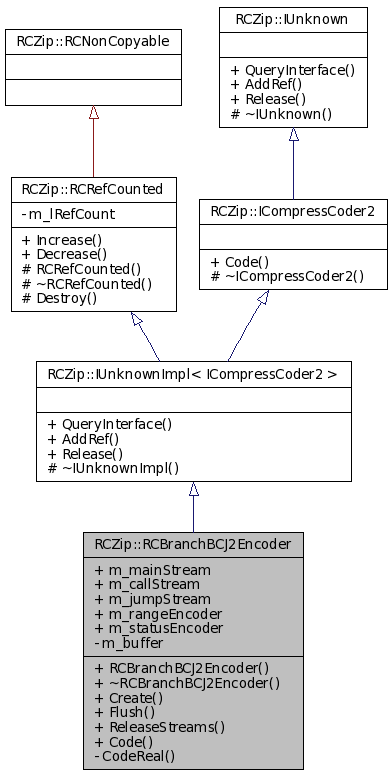 RCZip::IUnknown
+ QueryInterface()
+ AddRef()
+ Release()
# ~IUnknown()
RCZip::RCNonCopyable
RCZip::RCRefCounted
- m_lRefCount
+ Increase()
+ Decrease()
# RCRefCounted()
# ~RCRefCounted()
# Destroy()
RCZip::ICompressCoder2
+ Code()
# ~ICompressCoder2()
RCZip::IUnknownImpl< ICompressCoder2 >
+ QueryInterface()
+ AddRef()
+ Release()
# ~IUnknownImpl()
RCZip::RCBranchBCJ2Encoder
+ m_mainStream
+ m_callStream
+ m_jumpStream
+ m_rangeEncoder
+ m_statusEncoder
- m_buffer
+ RCBranchBCJ2Encoder()
+ ~RCBranchBCJ2Encoder()
+ Create()
+ Flush()
+ ReleaseStreams()
+ Code()
- CodeReal()